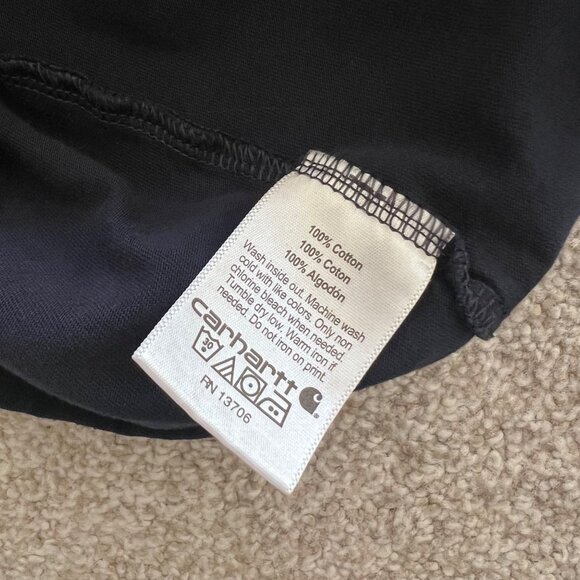 100% Cotton
100% Coton
100% Algodón
Wash inside out. Machine wash
cold with like colors. Only non
chlorine bleach when needed.
Tumble dry low. Warm iron if
needed. Do not iron on print.
carhartt
30
RN 13706